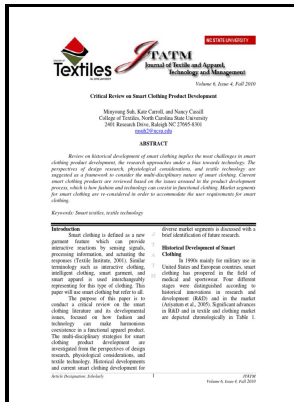 Textiles
NC STATE UNIVERSITY
JTATM
Journal of Textile and Apparel,
Technology and Management
Volume 6, Issue 4, Fall 2010
Critical Review on Smart Clothing Product Development
Minyoung Suh, Kate Carroll, and Nancy Cassill
College of Textiles, North Carolina State University
2401 Research Drive, Raleigh NC 27695-8301
msuh2@ncsu.edu
ABSTRACT
Review on historical development of smart clothing implies the most challenges in smart
clothing product development, the research approaches under a bias towards technology. The
perspectives of design research, physiological considerations, and textile technology are
suggested as a framework to consider the multi-disciplinary nature of smart clothing. Current
smart clothing products are reviewed based on the issues around in the product development
process, which is how fashion and technology can coexist in functional clothing. Market segments
for smart clothing are re-considered in order to accommodate the user requirements for smart
clothing.
Keywords: Smart textiles, textile technology
Introduction
Smart clothing is defined as a new
garment feature which can provide
interactive reactions by sensing signals,
processing information, and actuating the
responses (Textile Institute, 2001). Similar
terminology such as interactive clothing,
intelligent clothing, smart garment, and
smart apparel is used interchangeably
representing for this type of clothing. This
paper will use smart clothing but refer to all.
The purpose of this paper is to
conduct a critical review on the smart
clothing literature and its developmental
issues, focused on how fashion and
technology can make harmonious
coexistence in a functional apparel product.
The multi-disciplinary strategies for smart
clothing product development are
investigated from the perspectives of design
research, physiological considerations, and
textile technology. Historical developments
and current smart clothing development for
diverse market segments is discussed with a
brief identification of future research.
Historical Development of Smart
Clothing
In 1990s mainly for military use in
United States and European countries, smart
clothing has prospered in the field of
medical and sportswear. Developmental
stages were distinguished according to
historical innovations in research and
development (R&D) and in the market
(Ariyatum et al., 2005). Significant advances
in R&D and in textile and clothing market
are depicted chronologically in Table 1.
Article Designation: Scholarly
1
JTATM
Volume 6, Issue 4, Fall 2010